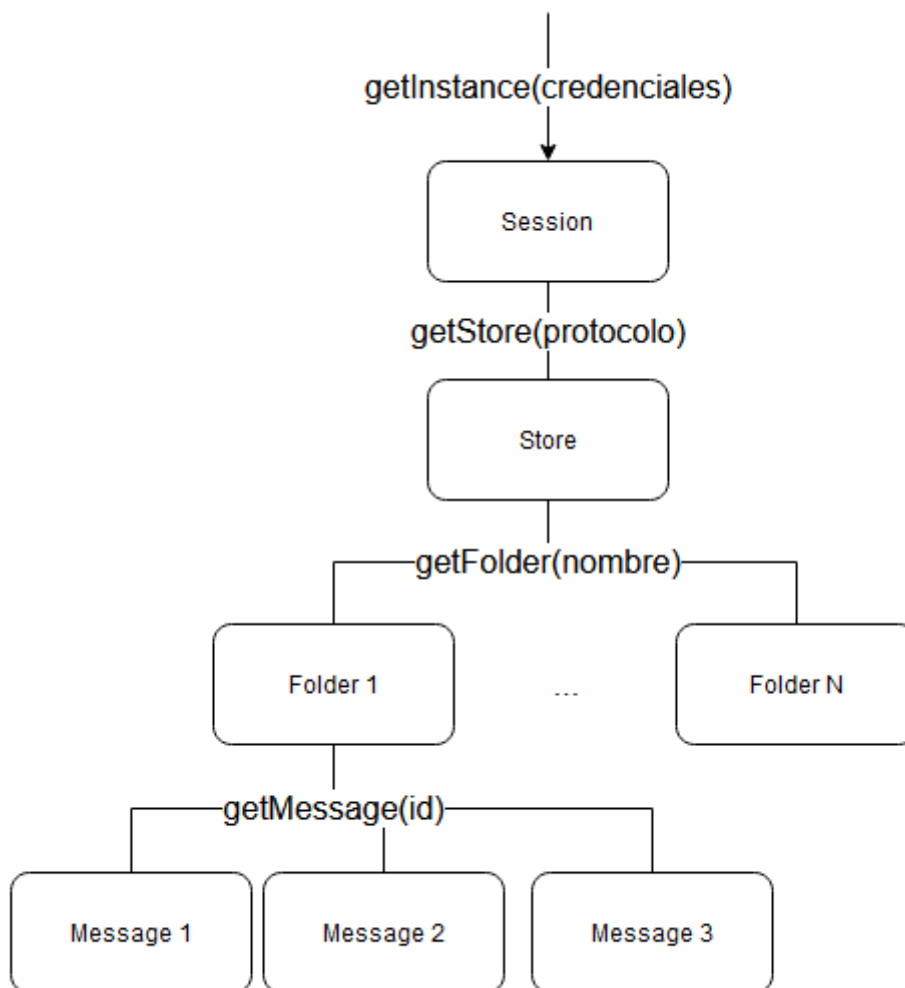 getInstance(credenciales)
Session
getStore(protocolo)
Store
getFolder(nombre)
Folder 1
...
Folder N
getMessage(id)
Message 1
Message 2
Message 3